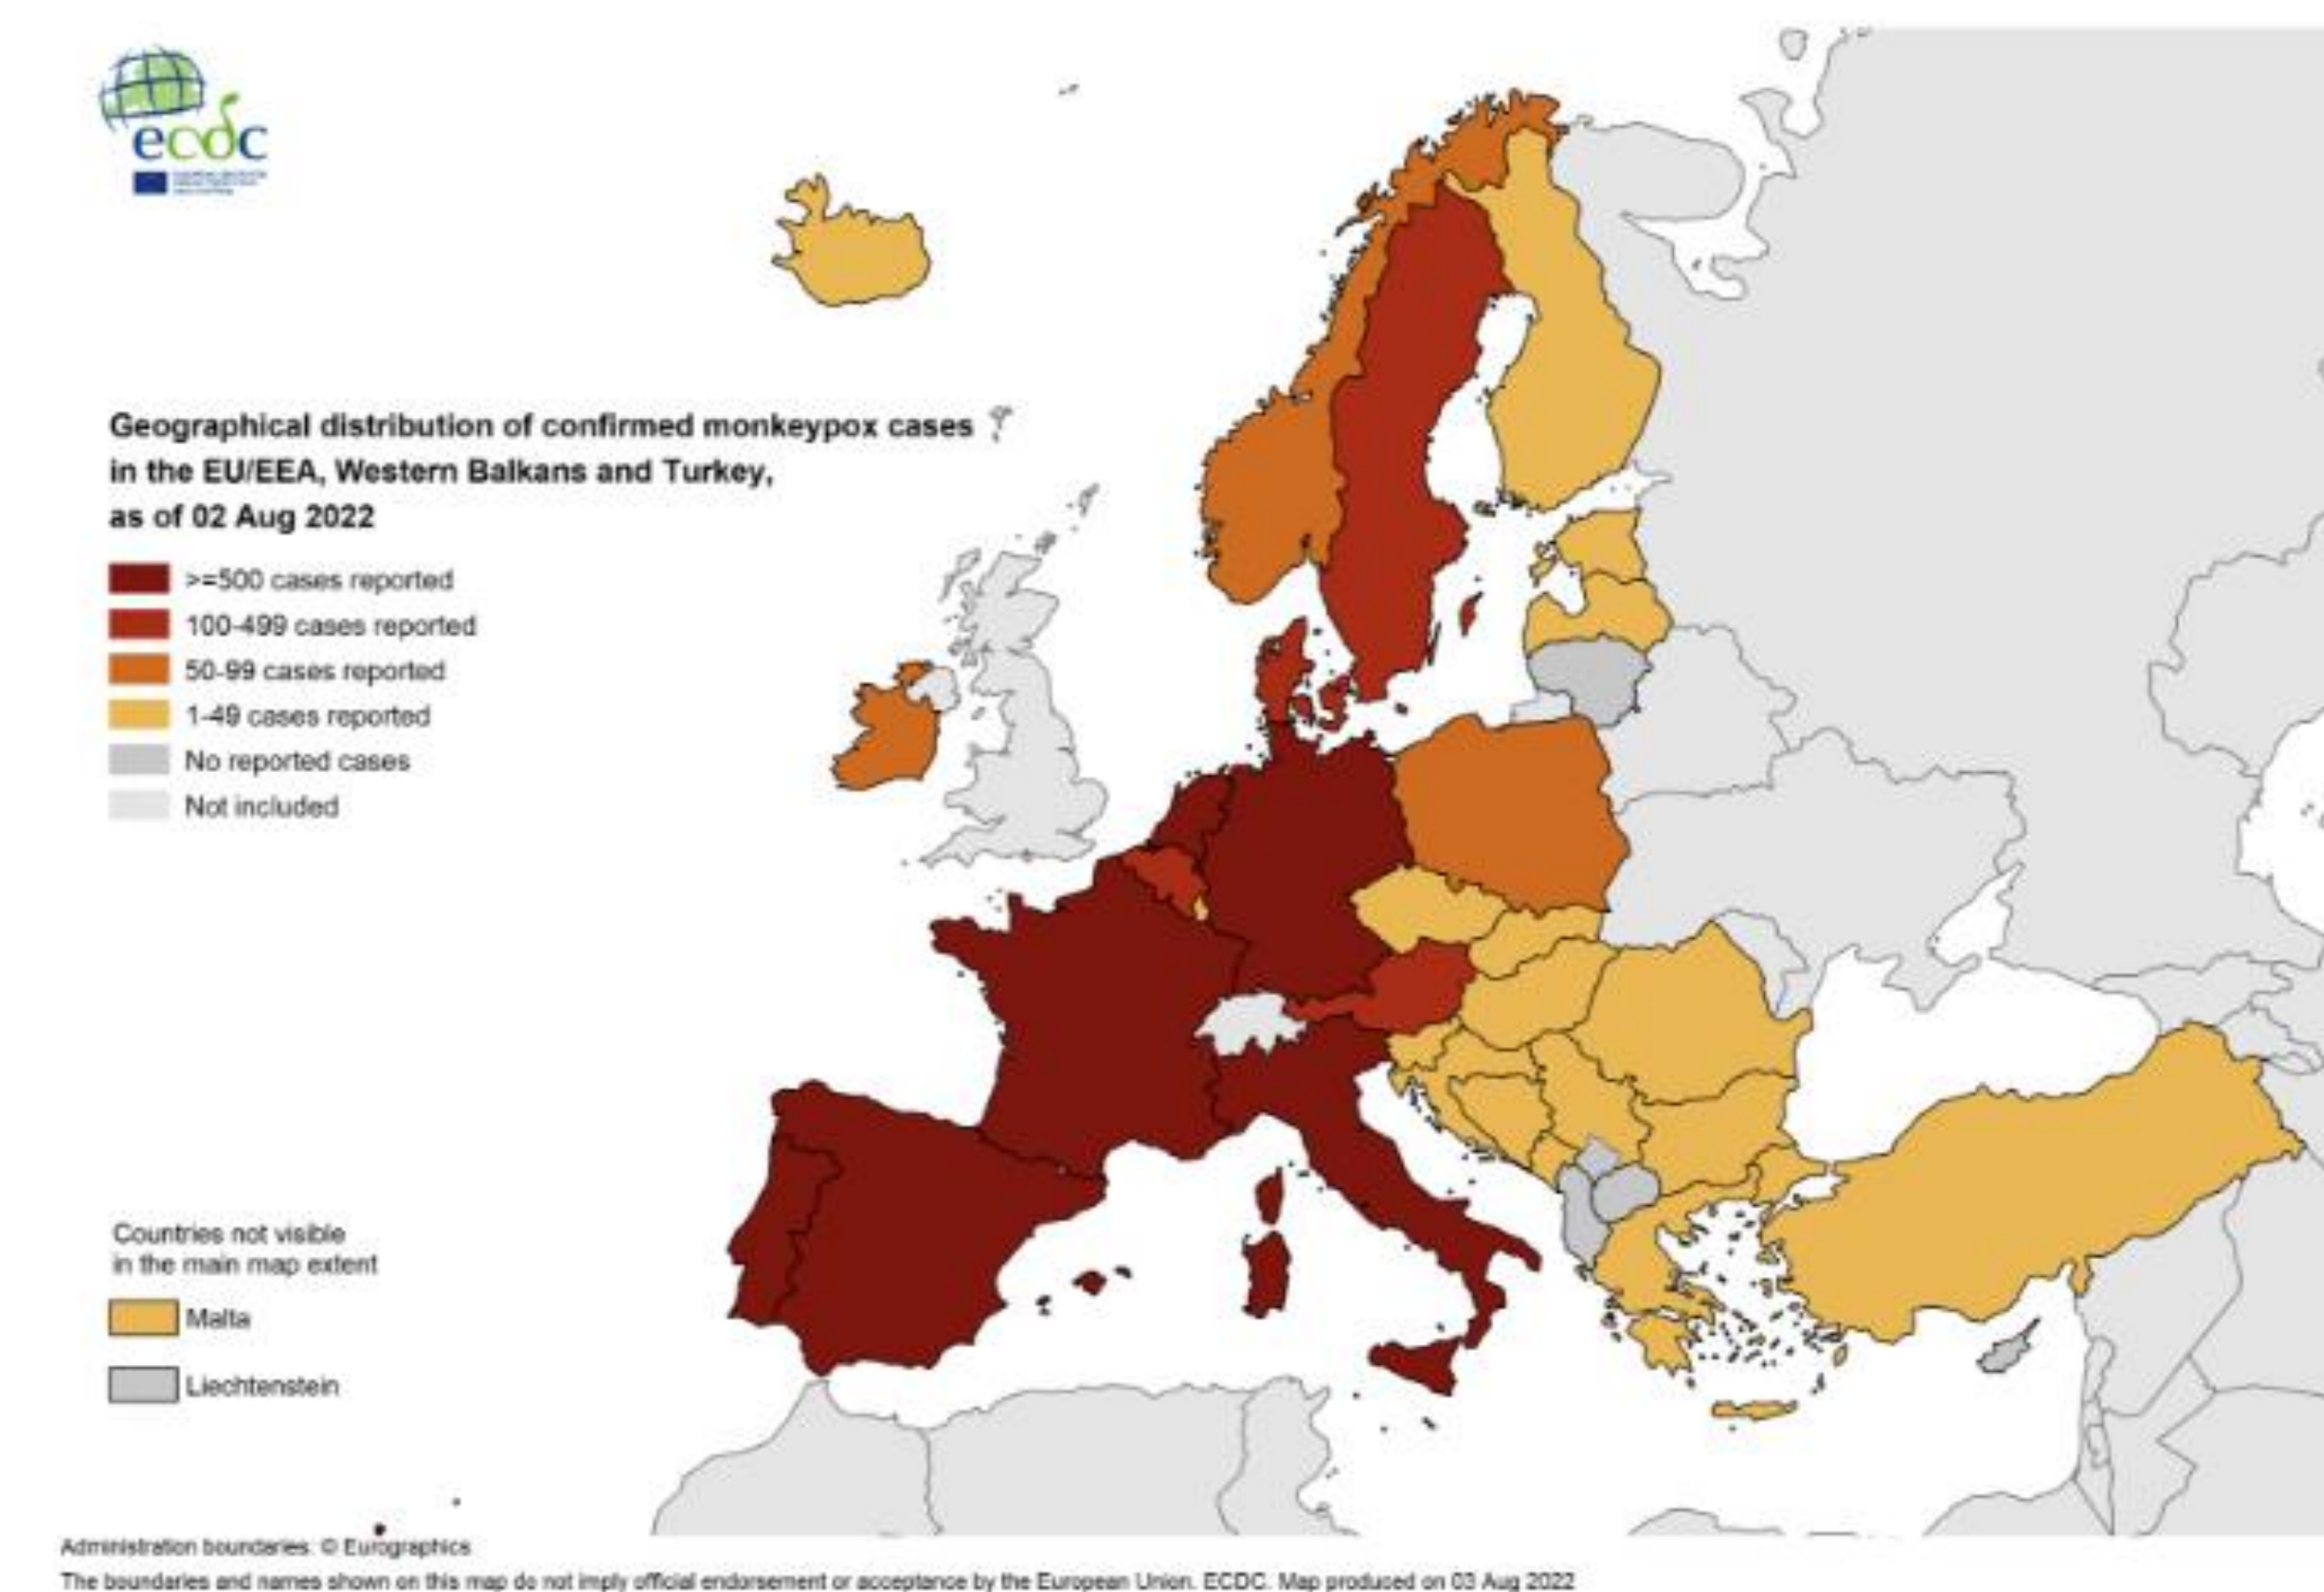 ecdc
Geographical distribution of confirmed monkeypox cases
in the EU/EEA, Western Balkans and Turkey,
as of 02 Aug 2022
>=500 cases reported
100-499 cases reported
50-99 cases reported
1-49 cases reported
No reported cases
Not included
Countries not visible
in the main map extent
Malta
Liechtenstein
Administration boundaries: © Eurographics
The boundaries and names shown on this map do not imply official endorsement or acceptance by the European Union. ECDC. Map produced on 03 Aug 2022